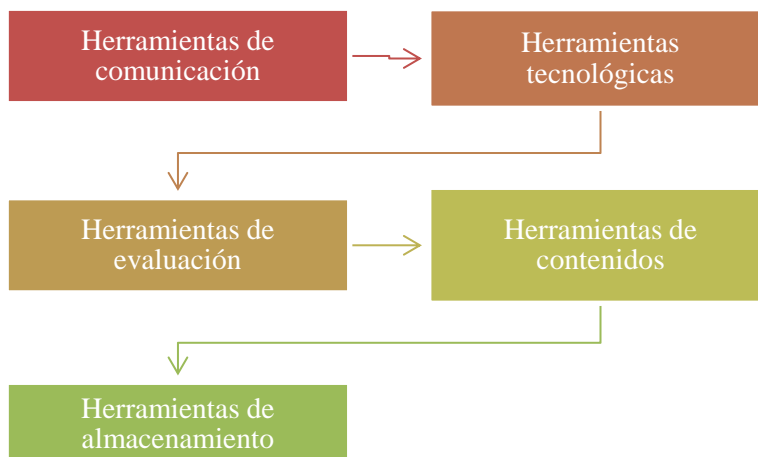 Herramientas de
comunicación
Herramientas
tecnológicas
Herramientas de
evaluación
Herramientas de
contenidos
Herramientas de
almacenamiento